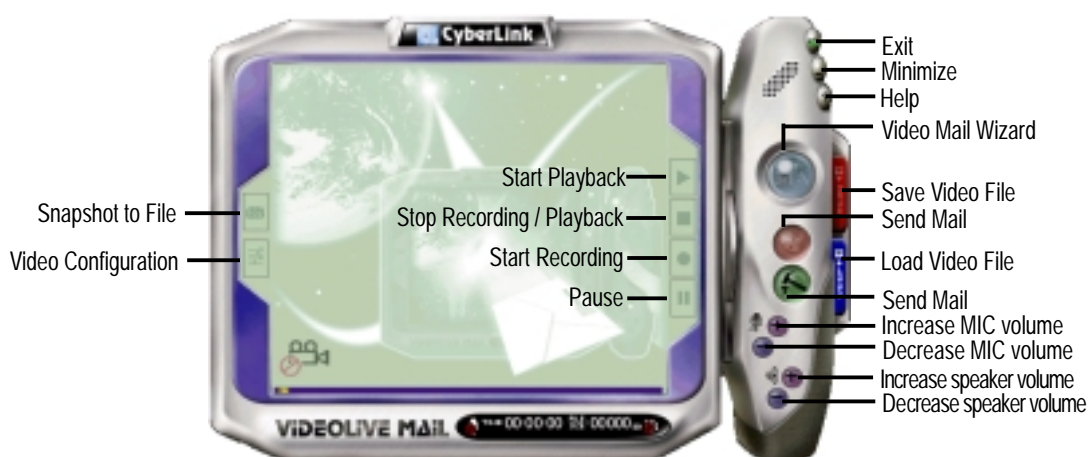 CyberLink
Exit
Minimize
Help
Video Mail Wizard
Start Playback
Save Video File
Snapshot to File
Stop Recording / Playback
Send Mail
Video Configuration
Start Recording
Load Video File
Pause
Send Mail
Increase MIC volume
Decrease MIC volume
Increase speaker volume
Decrease speaker volume
VIDEOLIVE MAIL 00:00:00